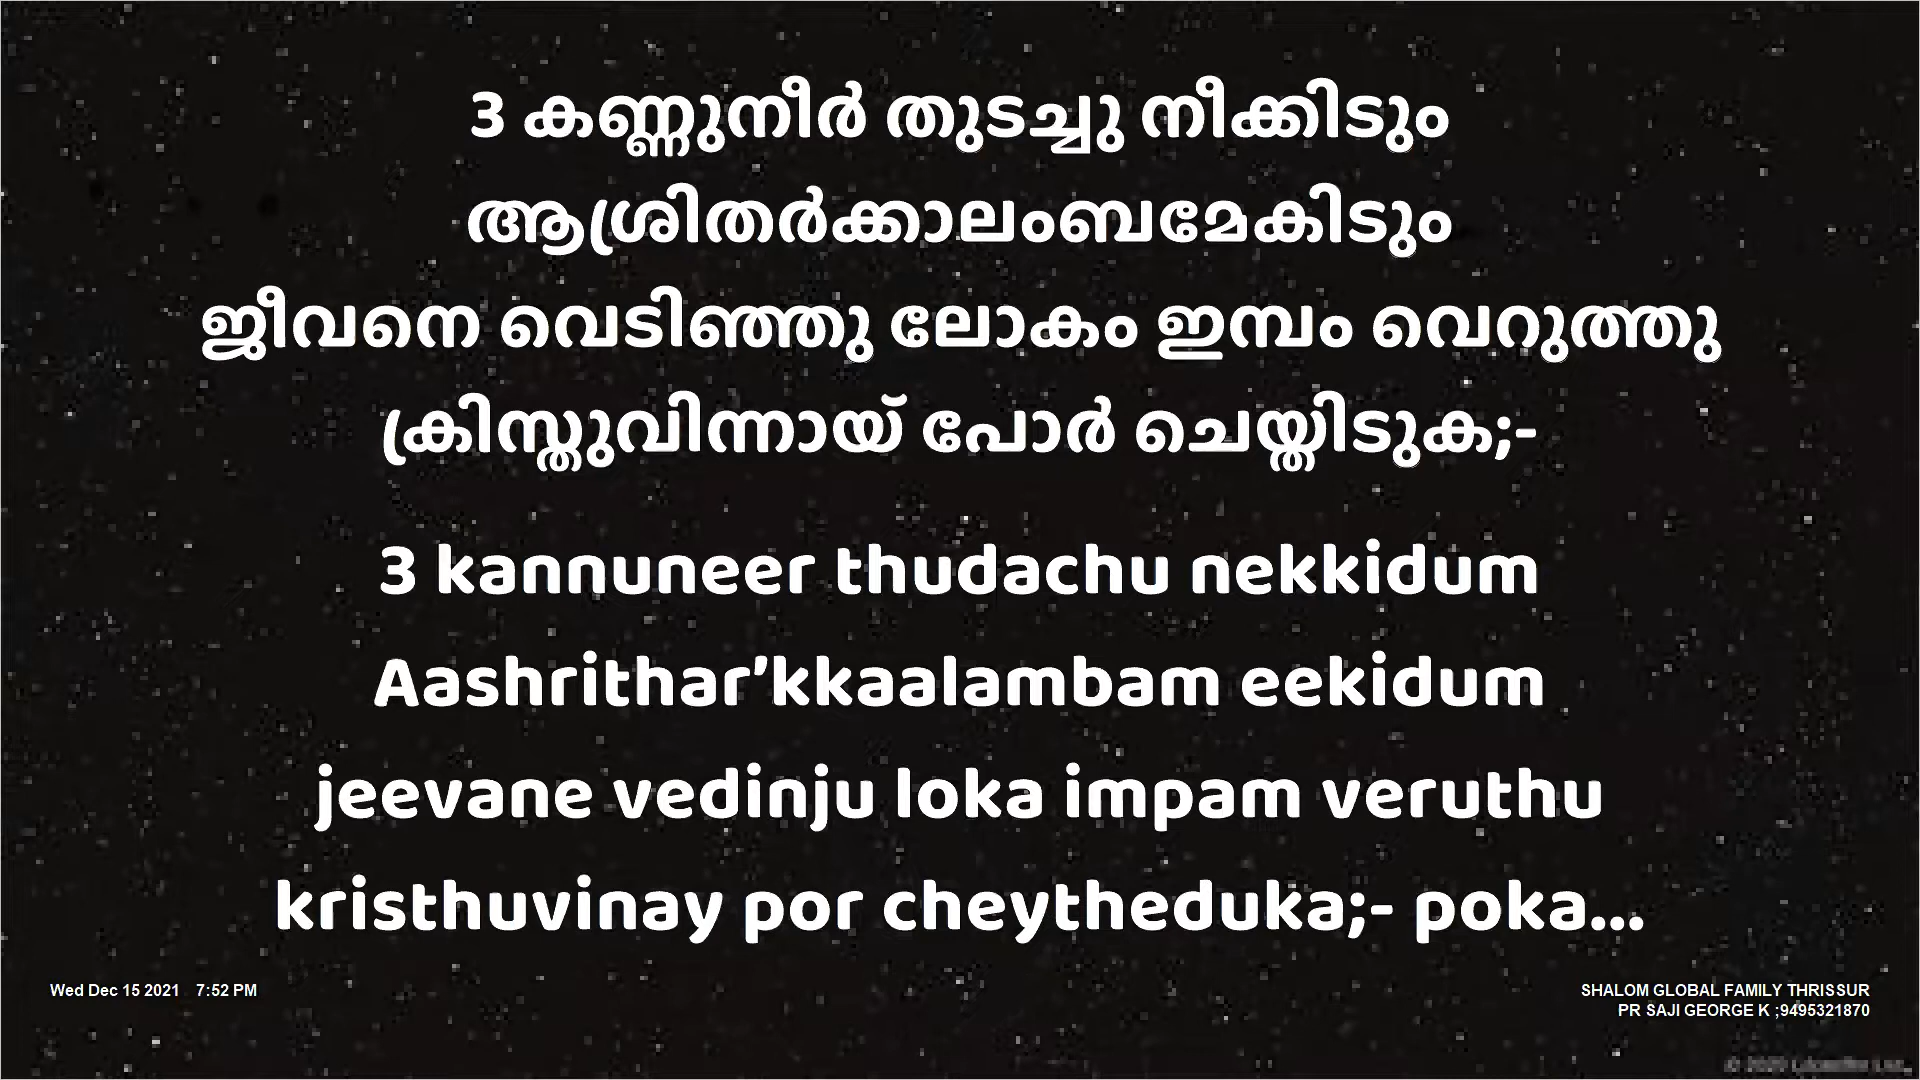 3 കണ്ണുനീർ തുടച്ചു നീക്കിടും
ആശ്രിതർക്കാലംബമേകിടും
ജീവനെ വെടിഞ്ഞു ലോകം ഇമ്പം വെറുത്തു
ക്രിസ്തുവിന്നായ് പോർ ചെയ്തിടുക;-
3 kannuneer thudachu nekkidum
Aashrithar’kkaalambam eekidum
jeevane vedinju loka impam veruthu
kristhuvinay por cheytheduka;- poka...
Wed Dec 15 2021 7:52 PM
SHALOM GLOBAL FAMILY THRISSUR
PR SAJI GEORGE K ;9495321870